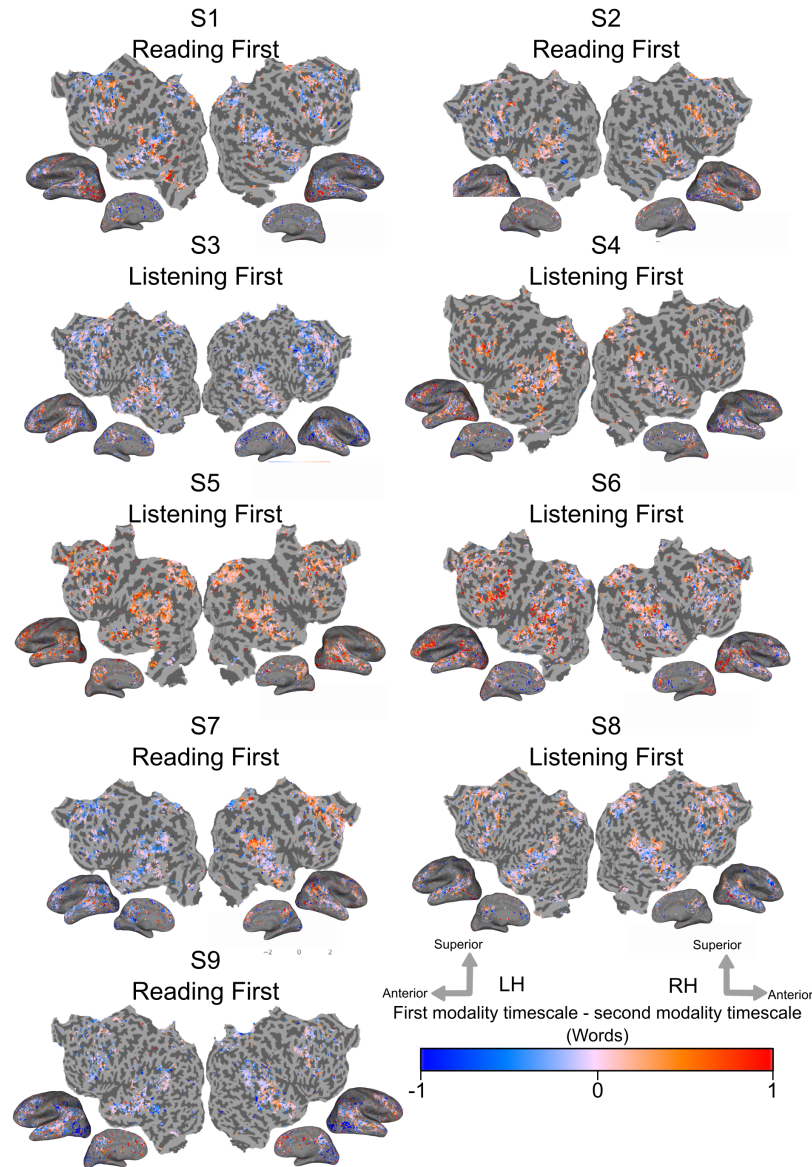 S1
Reading First
S2
Reading First
S3
Listening First
S4
Listening First
S5
Listening First
S6
Listening First
S7
Reading First
S8
Listening First
−2 0 2
S9
Reading First
Superior
Superior
Anterior
LH
RH
Anterior
First modality timescale - second modality timescale
(Words)
-1 0 1